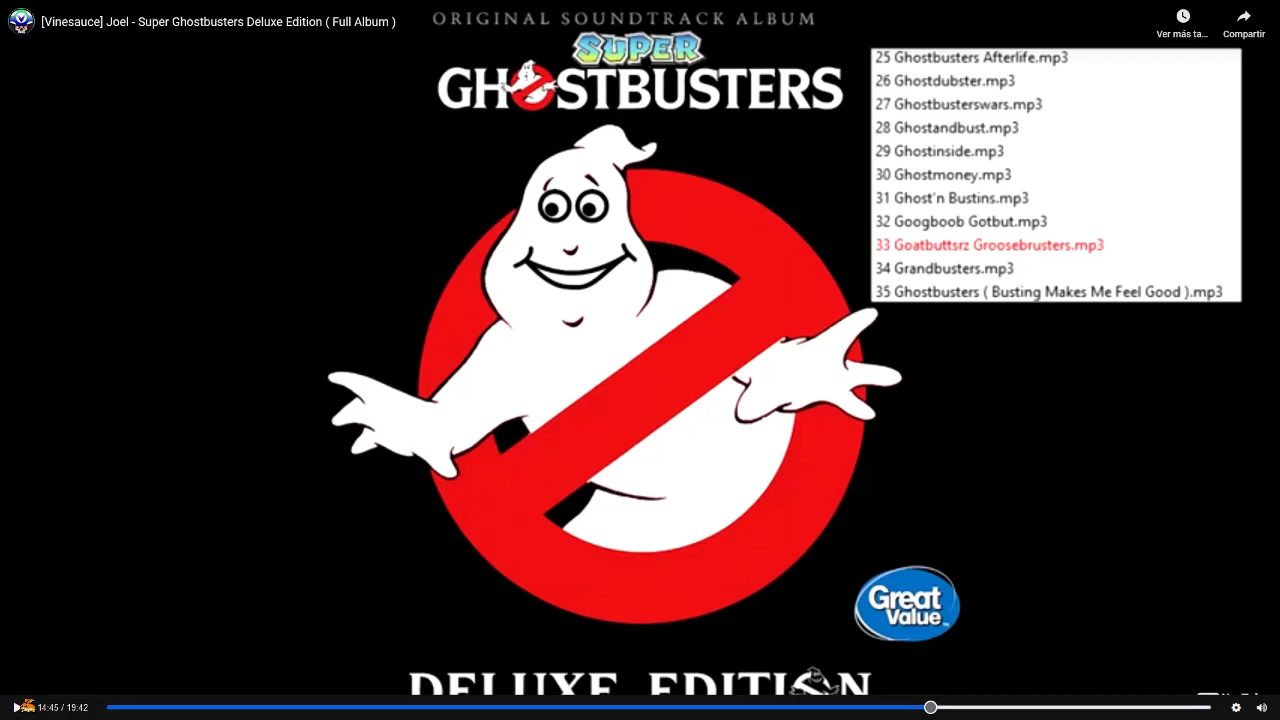 [Vinesauce] Joel - Super Ghostbusters Deluxe Edition ( Full Album )
ORIGINAL SOUNDTRACK ALBUM
SUPER
GHOSTBUSTERS
Ver más ta...
Compartir
25 Ghostbusters Afterlife.mp3
26 Ghostdubster.mp3
27 Ghostbusterswars.mp3
28 Ghostandbust.mp3
29 Ghostinside.mp3
30 Ghostmoney.mp3
31 Ghost'n Bustins.mp3
32 Googboob Gotbut.mp3
33 Goatbuttsrz Groosebrusters.mp3
34 Grandbusters.mp3
35 Ghostbusters ( Busting Makes Me Feel Good ).mp3
Great
Value™
DELUXE EDITION
14:45 / 19:42